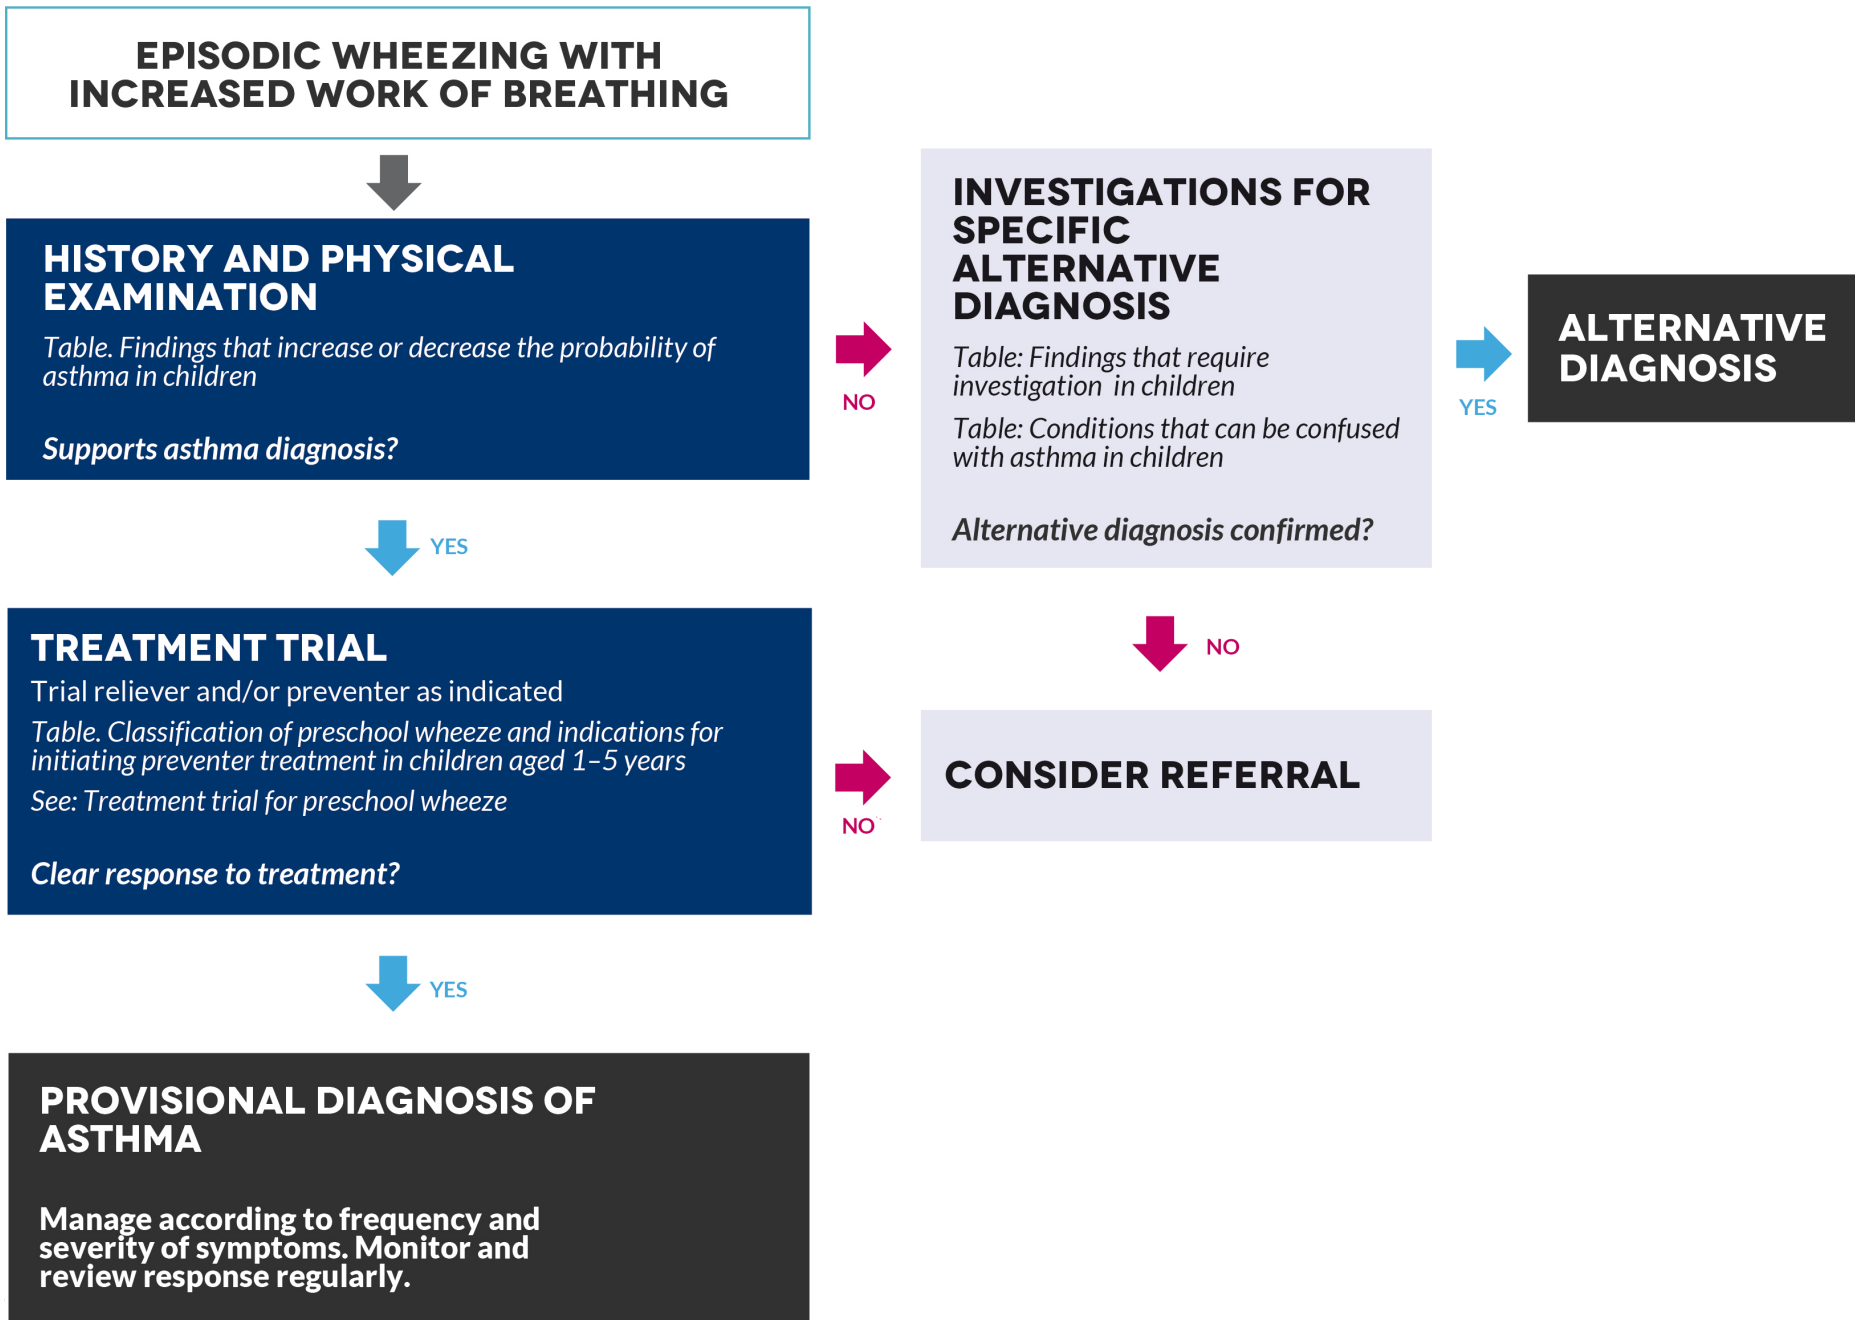 EPISODIC WHEEZING WITH
INCREASED WORK OF BREATHING
HISTORY AND PHYSICAL
EXAMINATION
Table. Findings that increase or decrease the probability of
asthma in children
Supports asthma diagnosis?
NO
INVESTIGATIONS FOR
SPECIFIC
ALTERNATIVE
DIAGNOSIS
Table: Findings that require
investigation in children
Table: Conditions that can be confused
with asthma in children
Alternative diagnosis confirmed?
YES
ALTERNATIVE
DIAGNOSIS
YES
NO
TREATMENT TRIAL
Trial reliever and/or preventer as indicated
Table. Classification of preschool wheeze and indications for
initiating preventer treatment in children aged 1–5 years
See: Treatment trial for preschool wheeze
Clear response to treatment?
NO
CONSIDER REFERRAL
YES
PROVISIONAL DIAGNOSIS OF
ASTHMA
Manage according to frequency and
severity of symptoms. Monitor and
review response regularly.